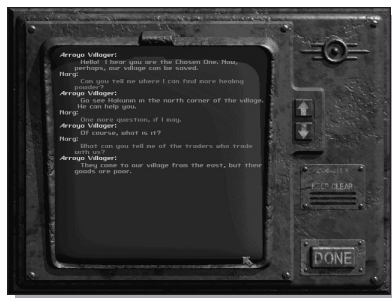 Arroyo Villager:
Hello! I hear you are the Chosen One. Now,
perhaps, our village can be saved.
Narg:
Can you tell me where I can find more healing
powder?
Arroyo Villager:
Go see Hakunin in the north corner of the village.
He can help you.
Narg:
One more question, if I may.
Arroyo Villager:
Of course, what is it?
Narg:
What can you tell me of the traders who trade
with us?
Arroyo Villager:
They come to our village from the east, but their
goods are poor.
KEEP CLEAR
DONE